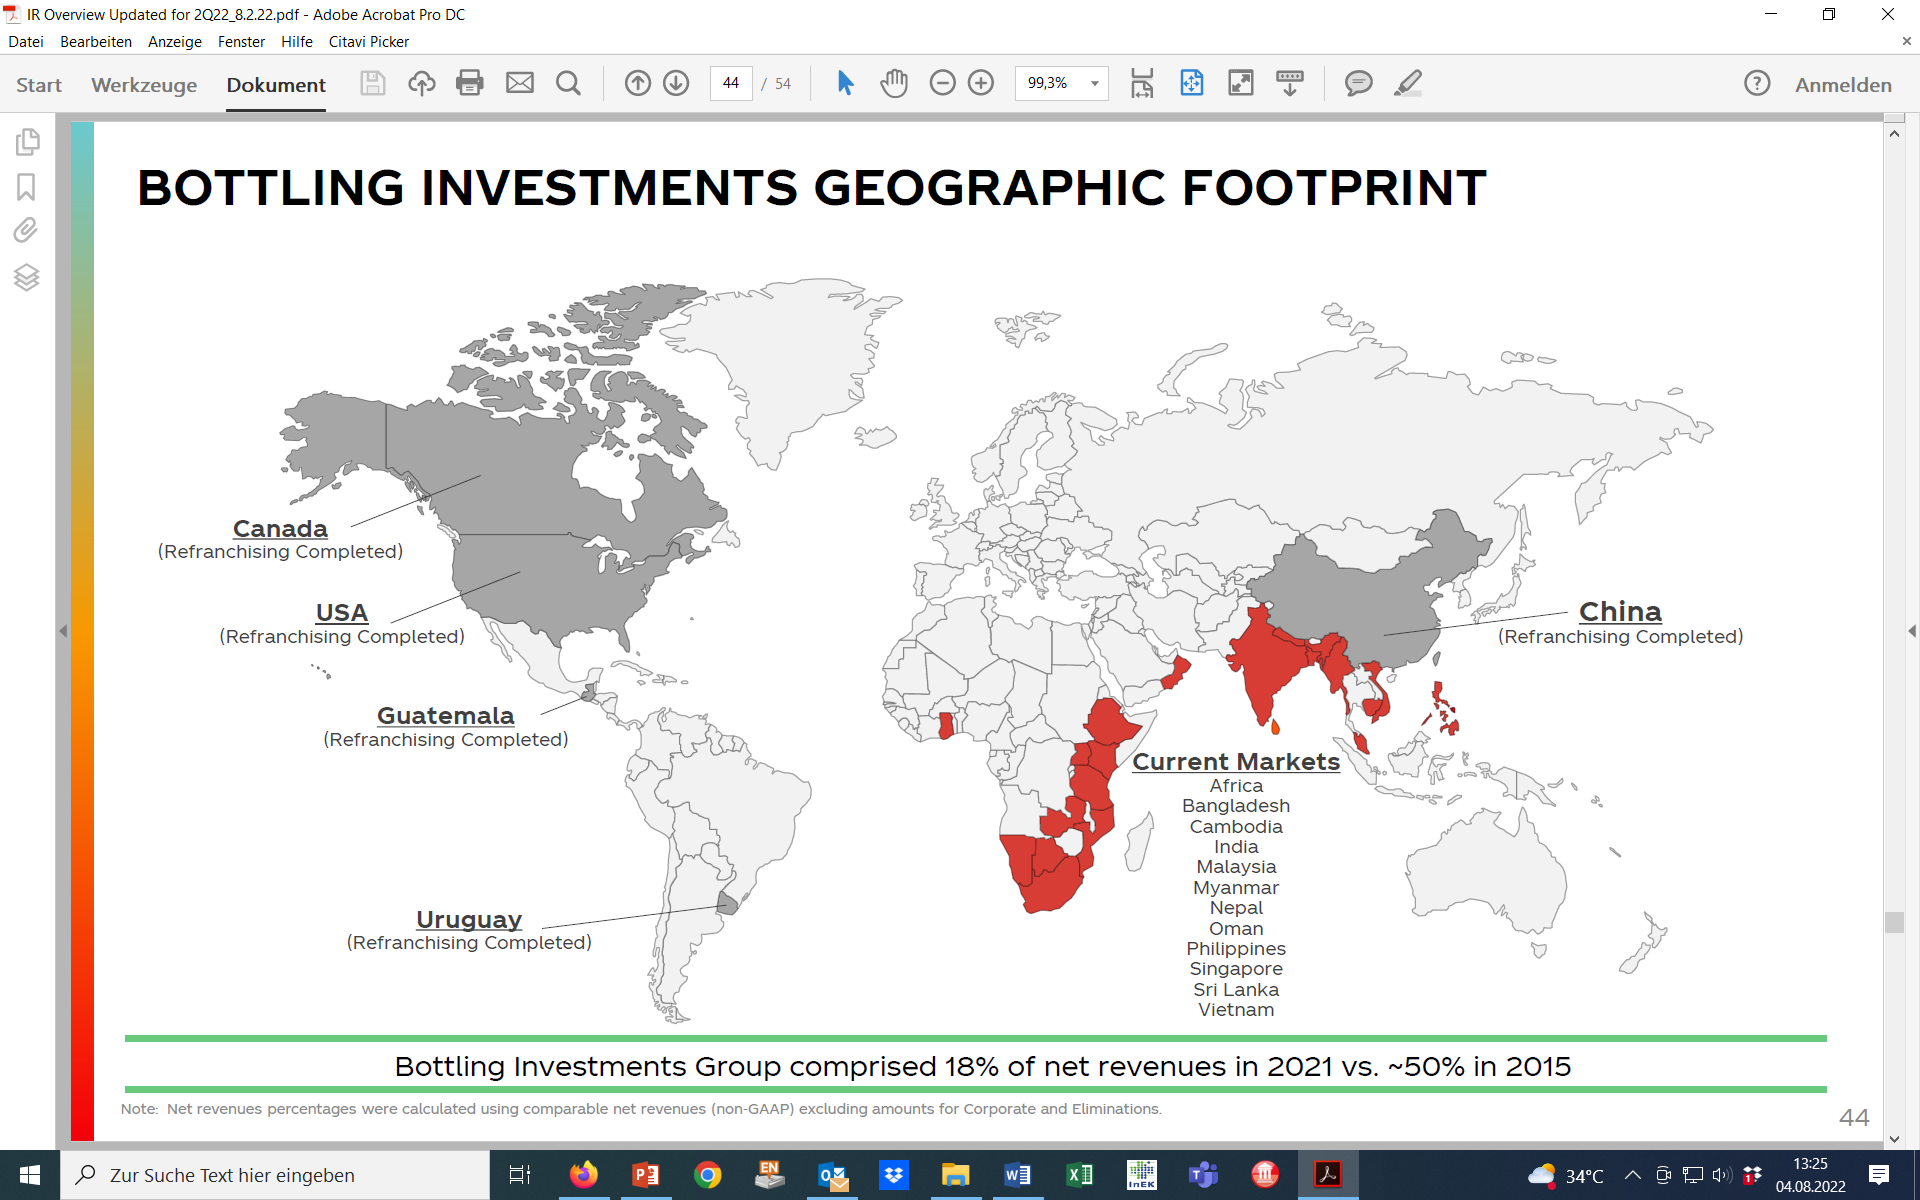 IR Overview Updated for 2Q22_8.2.22.pdf - Adobe Acrobat Pro DC
Datei Bearbeiten Anzeige Fenster Hilfe Citavi Picker
Start Werkzeuge Dokument 44 / 54 99,3% Anmelden
BOTTLING INVESTMENTS GEOGRAPHIC FOOTPRINT
Canada
(Refranchising Completed)
USA
(Refranchising Completed)
Guatemala
(Refranchising Completed)
Uruguay
(Refranchising Completed)
China
(Refranchising Completed)
Current Markets
Africa
Bangladesh
Cambodia
India
Malaysia
Myanmar
Nepal
Oman
Philippines
Singapore
Sri Lanka
Vietnam
Bottling Investments Group comprised 18% of net revenues in 2021 vs. ~50% in 2015
Note: Net revenues percentages were calculated using comparable net revenues (non-GAAP) excluding amounts for Corporate and Eliminations.
44
Zur Suche Text hier eingeben
EN
InEK
34°C
1
13:25
04.08.2022